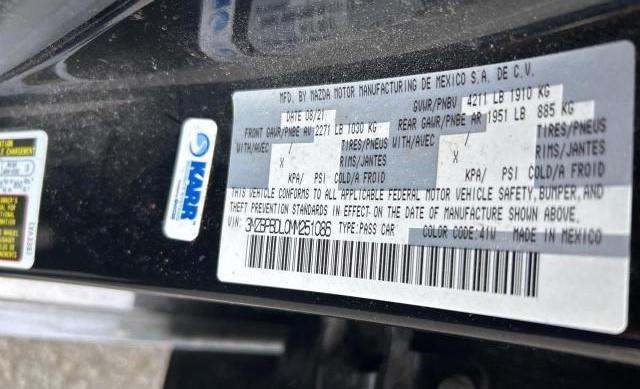 MFD. BY MAZDA MOTOR MANUFACTURING DE MEXICO S.A. DE C.V.
DATE 08/21 GVWR/PNBV 4211 LB 1910 KG
FRONT GAWR/PNBE AV 2271 LB 1030 KG REAR GAWR/PNBE AR 1951 LB 885 KG
WITH/AVEC TIRES/PNEUS WITH/AVEC TIRES/PNEUS
X RIMS/JANTES X RIMS/JANTES
KPA/ PSI COLD/A FROID KPA/ PSI COLD/A FROID
THIS VEHICLE CONFORMS TO ALL APPLICABLE FEDERAL MOTOR VEHICLE SAFETY, BUMPER, AND
THEFT PREVENTION STANDARDS IN EFFECT ON THE DATE OF MANUFACTURE SHOWN ABOVE.
VIN: 3MZBPBDL0MM251086 TYPE:PASS CAR COLOR CODE:41W MADE IN MEXICO
KARR